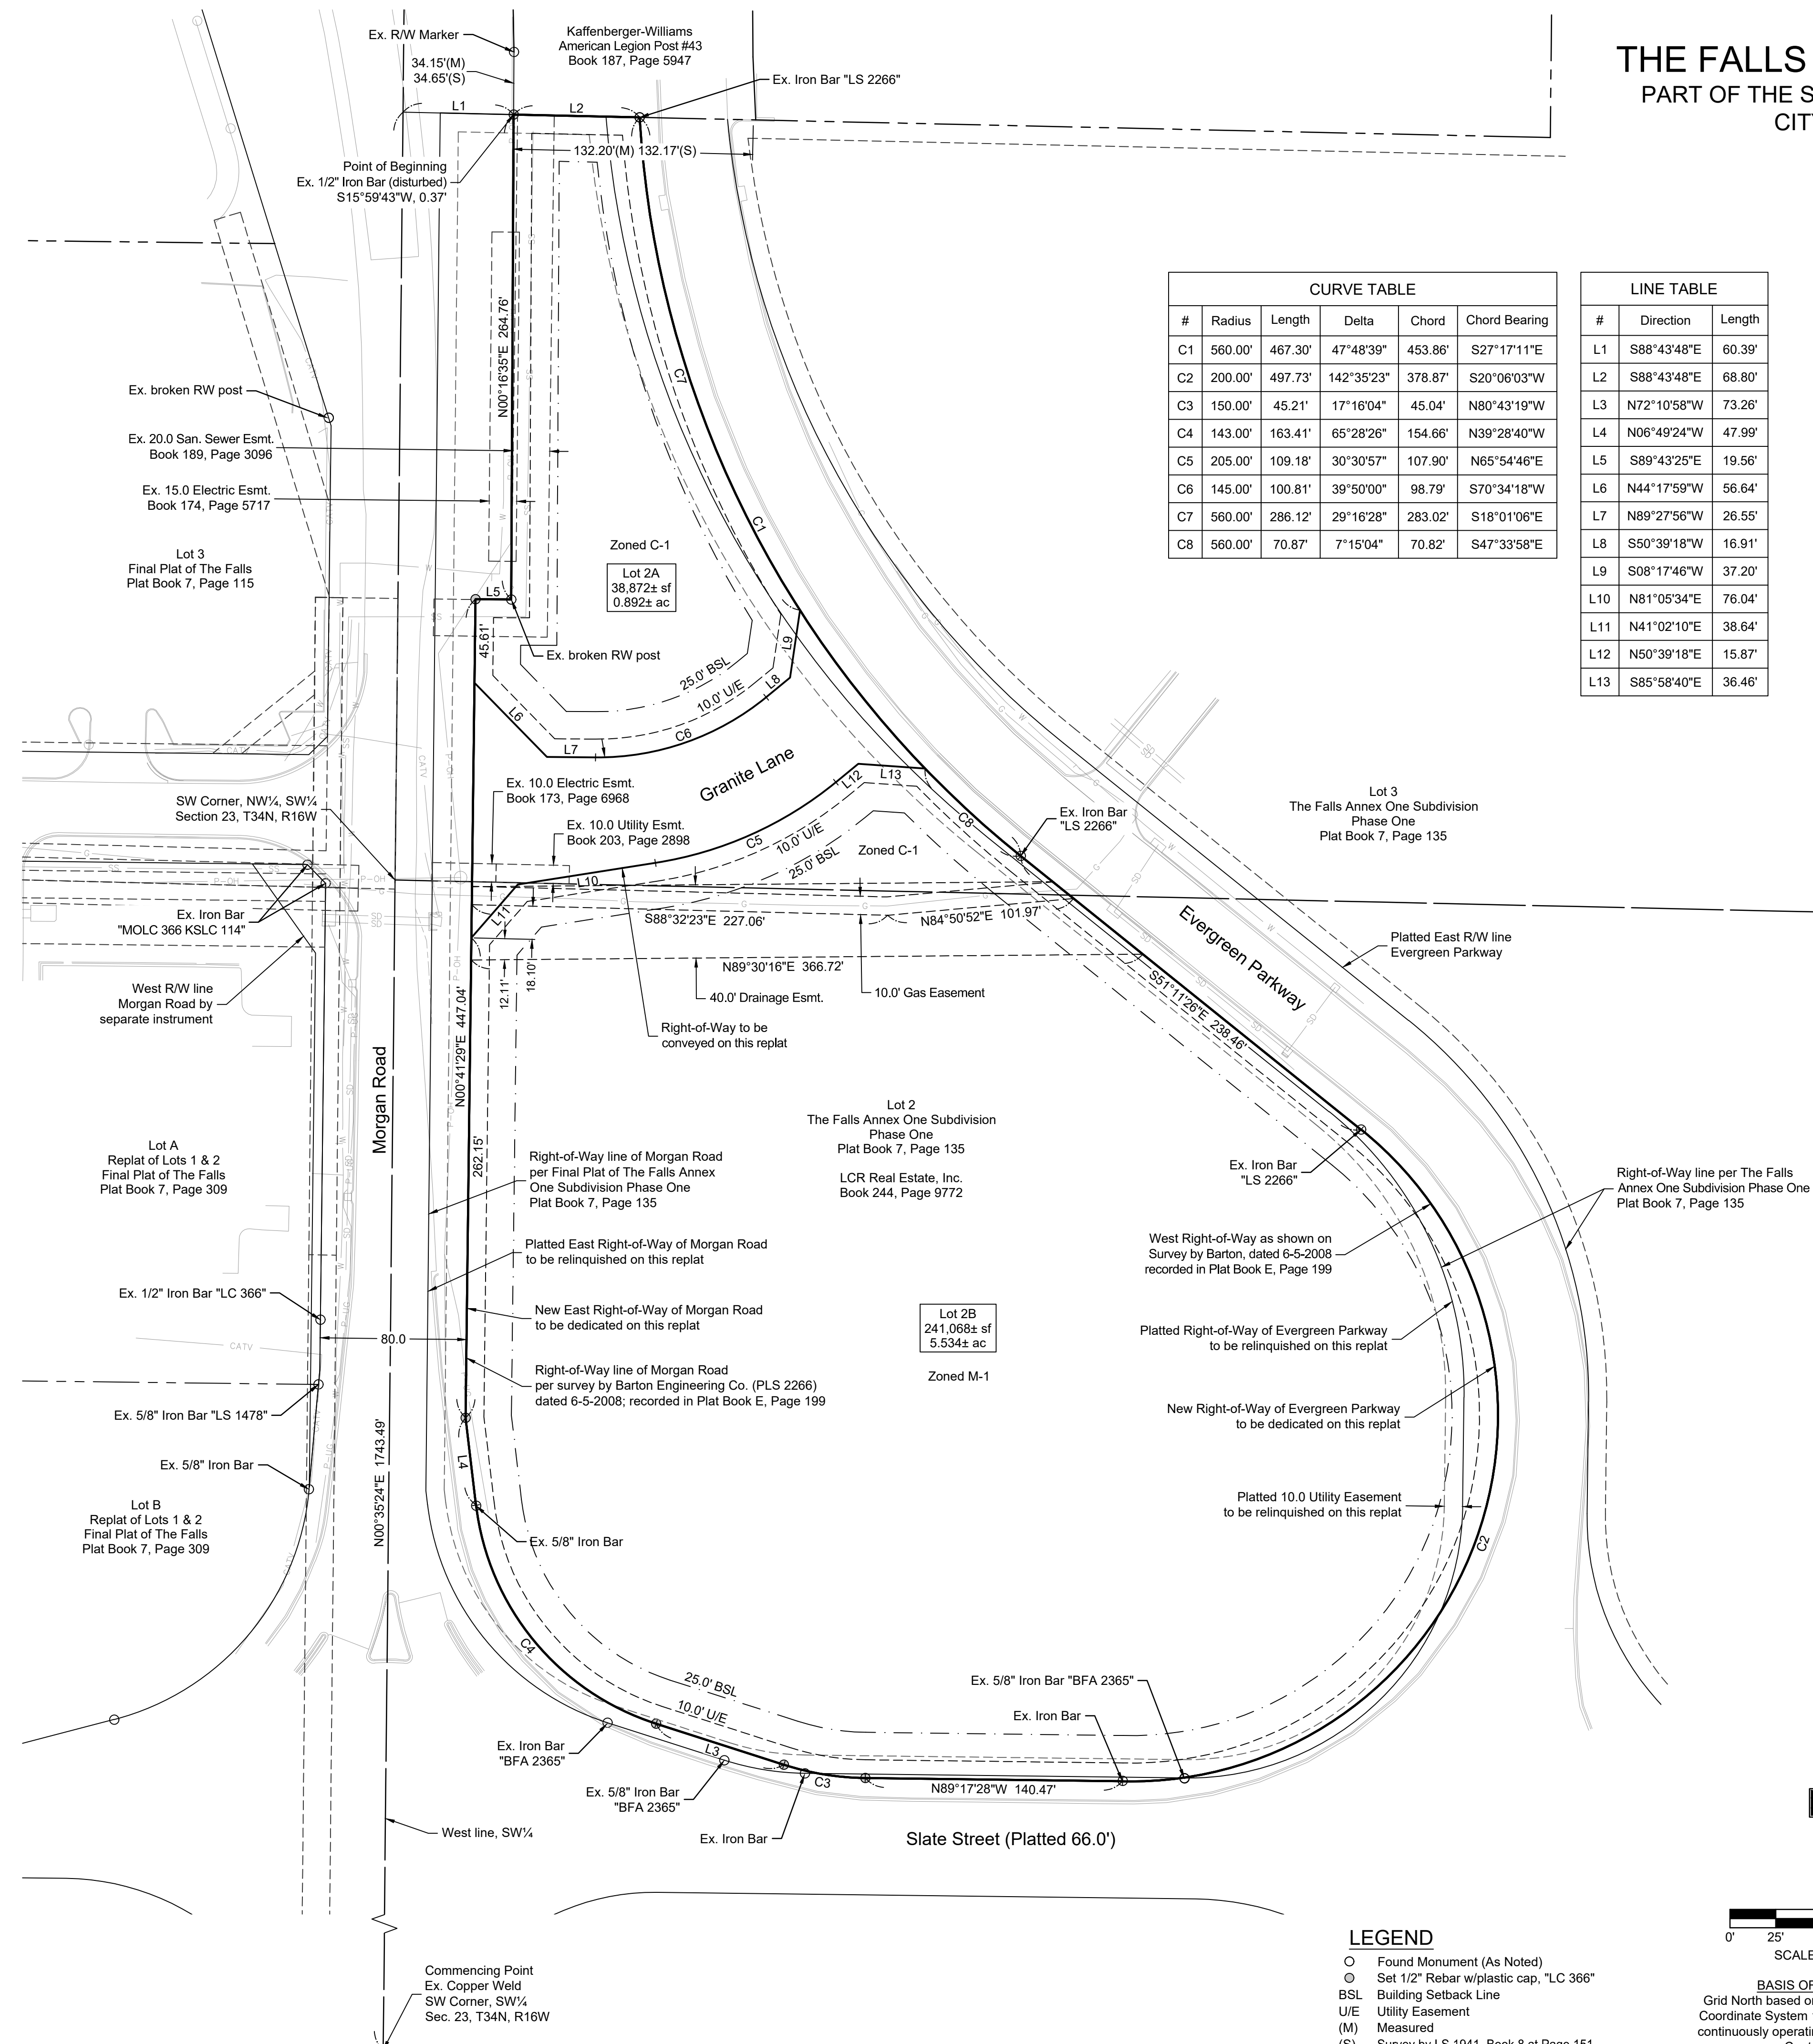 THE FALLS
PART OF THE S
CIT
Ex. R/W Marker
34.15'(M)
34.65'(S)
Kaffenberger-Williams
American Legion Post #43
Book 187, Page 5947
Ex. Iron Bar "LS 2266"
L1
L2
132.20'(M) 132.17'(S)
Point of Beginning
Ex. 1/2" Iron Bar (disturbed)
S15°59'43"W, 0.37'
CURVE TABLE
# Radius Length Delta Chord Chord Bearing
C1 560.00' 467.30' 47°48'39" 453.86' S27°17'11"E
C2 200.00' 497.73' 142°35'23" 378.87' S20°06'03"W
C3 150.00' 45.21' 17°16'04" 45.04' N80°43'19"W
C4 143.00' 163.41' 65°28'26" 154.66' N39°28'40"W
C5 205.00' 109.18' 30°30'57" 107.90' N65°54'46"E
C6 145.00' 100.81' 39°50'00" 98.79' S70°34'18"W
C7 560.00' 286.12' 29°16'28" 283.02' S18°01'06"E
C8 560.00' 70.87' 7°15'04" 70.82' S47°33'58"E
LINE TABLE
# Direction Length
L1 S88°43'48"E 60.39'
L2 S88°43'48"E 68.80'
L3 N72°10'58"W 73.26'
L4 N06°49'24"W 47.99'
L5 S89°43'25"E 19.56'
L6 N44°17'59"W 56.64'
L7 N89°27'56"W 26.55'
L8 S50°39'18"W 16.91'
L9 S08°17'46"W 37.20'
L10 N81°05'34"E 76.04'
L11 N41°02'10"E 38.64'
L12 N50°39'18"E 15.87'
L13 S85°58'40"E 36.46'
N00°16'35"E 264.76'
C7
Ex. broken RW post
Ex. 20.0 San. Sewer Esmt.
Book 189, Page 3096
Ex. 15.0 Electric Esmt.
Book 174, Page 5717
C1
Lot 3
Final Plat of The Falls
Plat Book 7, Page 115
Zoned C-1
Lot 2A
38,872± sf
0.892± ac
L5
45.61'
Ex. broken RW post
L9
25.0' BSL
10.0' U/E
L8
L6
C6
L7
Granite Lane
L12
L13
SW Corner, NW¼, SW¼
Section 23, T34N, R16W
Ex. 10.0 Electric Esmt.
Book 173, Page 6968
Ex. 10.0 Utility Esmt.
Book 203, Page 2898
C5
10.0' U/E
25.0' BSL
Zoned C-1
C8
Ex. Iron Bar
"LS 2266"
Lot 3
The Falls Annex One Subdivision
Phase One
Plat Book 7, Page 135
L10
L11
Ex. Iron Bar
"MOLC 366 KSLC 114"
S88°32'23"E 227.06'
N84°50'52"E 101.97'
Evergreen Parkway
Platted East R/W line
Evergreen Parkway
N89°30'16"E 366.72'
12.11'
18.10'
40.0' Drainage Esmt.
10.0' Gas Easement
S51°11'26"E 238.46'
West R/W line
Morgan Road by
separate instrument
Right-of-Way to be
conveyed on this replat
N00°41'29"E 447.04'
Morgan Road
262.15'
Lot 2
The Falls Annex One Subdivision
Phase One
Plat Book 7, Page 135
LCR Real Estate, Inc.
Book 244, Page 9772
Lot A
Replat of Lots 1 & 2
Final Plat of The Falls
Plat Book 7, Page 309
Right-of-Way line of Morgan Road
per Final Plat of The Falls Annex
One Subdivision Phase One
Plat Book 7, Page 135
Ex. Iron Bar
"LS 2266"
Right-of-Way line per The Falls
Annex One Subdivision Phase One
Plat Book 7, Page 135
Platted East Right-of-Way of Morgan Road
to be relinquished on this replat
West Right-of-Way as shown on
Survey by Barton, dated 6-5-2008
recorded in Plat Book E, Page 199
Ex. 1/2" Iron Bar "LC 366"
New East Right-of-Way of Morgan Road
to be dedicated on this replat
80.0
Lot 2B
241,068± sf
5.534± ac
Zoned M-1
Platted Right-of-Way of Evergreen Parkway
to be relinquished on this replat
Right-of-Way line of Morgan Road
per survey by Barton Engineering Co. (PLS 2266)
dated 6-5-2008; recorded in Plat Book E, Page 199
New Right-of-Way of Evergreen Parkway
to be dedicated on this replat
Ex. 5/8" Iron Bar "LS 1478"
Ex. 5/8" Iron Bar
L4
N00°35'24"E 1743.49'
Lot B
Replat of Lots 1 & 2
Final Plat of The Falls
Plat Book 7, Page 309
Ex. 5/8" Iron Bar
Platted 10.0 Utility Easement
to be relinquished on this replat
C2
C4
25.0' BSL
10.0' U/E
Ex. 5/8" Iron Bar "BFA 2365"
Ex. Iron Bar
Ex. Iron Bar
"BFA 2365"
L3
C3
Ex. 5/8" Iron Bar
"BFA 2365"
N89°17'28"W 140.47'
Ex. Iron Bar
West line, SW¼
Slate Street (Platted 66.0')
Commencing Point
Ex. Copper Weld
SW Corner, SW¼
Sec. 23, T34N, R16W
LEGEND
Found Monument (As Noted)
Set 1/2" Rebar w/plastic cap, "LC 366"
BSL Building Setback Line
U/E Utility Easement
(M) Measured
(S) Survey by LS 1941, Book 8 at Page 151
0' 25'
SCALE
BASIS OF
Grid North based on
Coordinate System
continuously operati